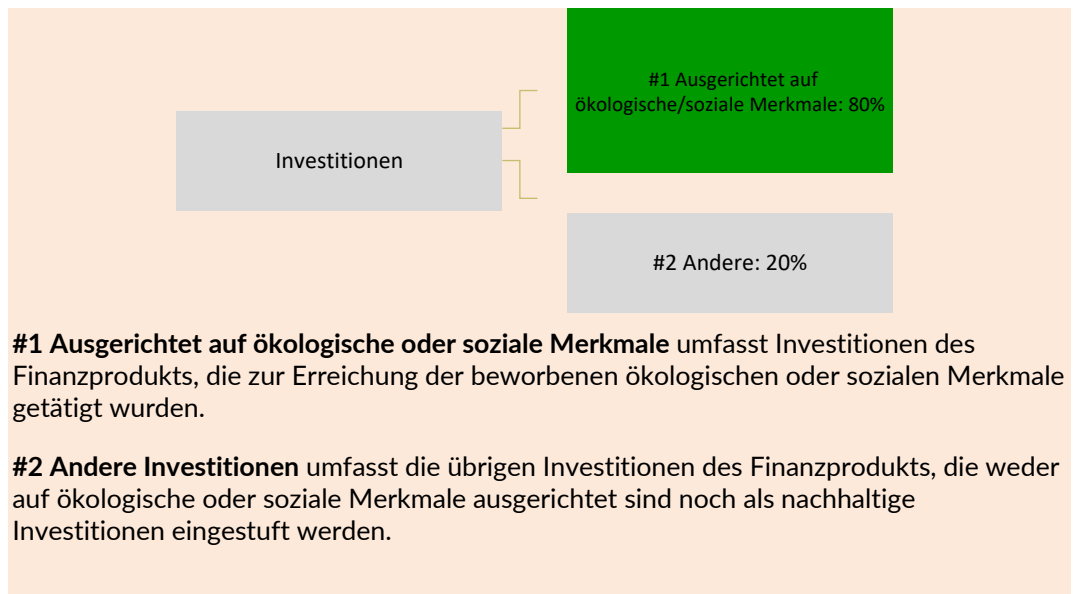 #1 Ausgerichtet auf
ökologische/soziale Merkmale: 80%
Investitionen
#2 Andere: 20%
#1 Ausgerichtet auf ökologische oder soziale Merkmale umfasst Investitionen des
Finanzprodukts, die zur Erreichung der beworbenen ökologischen oder sozialen Merkmale
getätigt wurden.
#2 Andere Investitionen umfasst die übrigen Investitionen des Finanzprodukts, die weder
auf ökologische oder soziale Merkmale ausgerichtet sind noch als nachhaltige
Investitionen eingestuft werden.